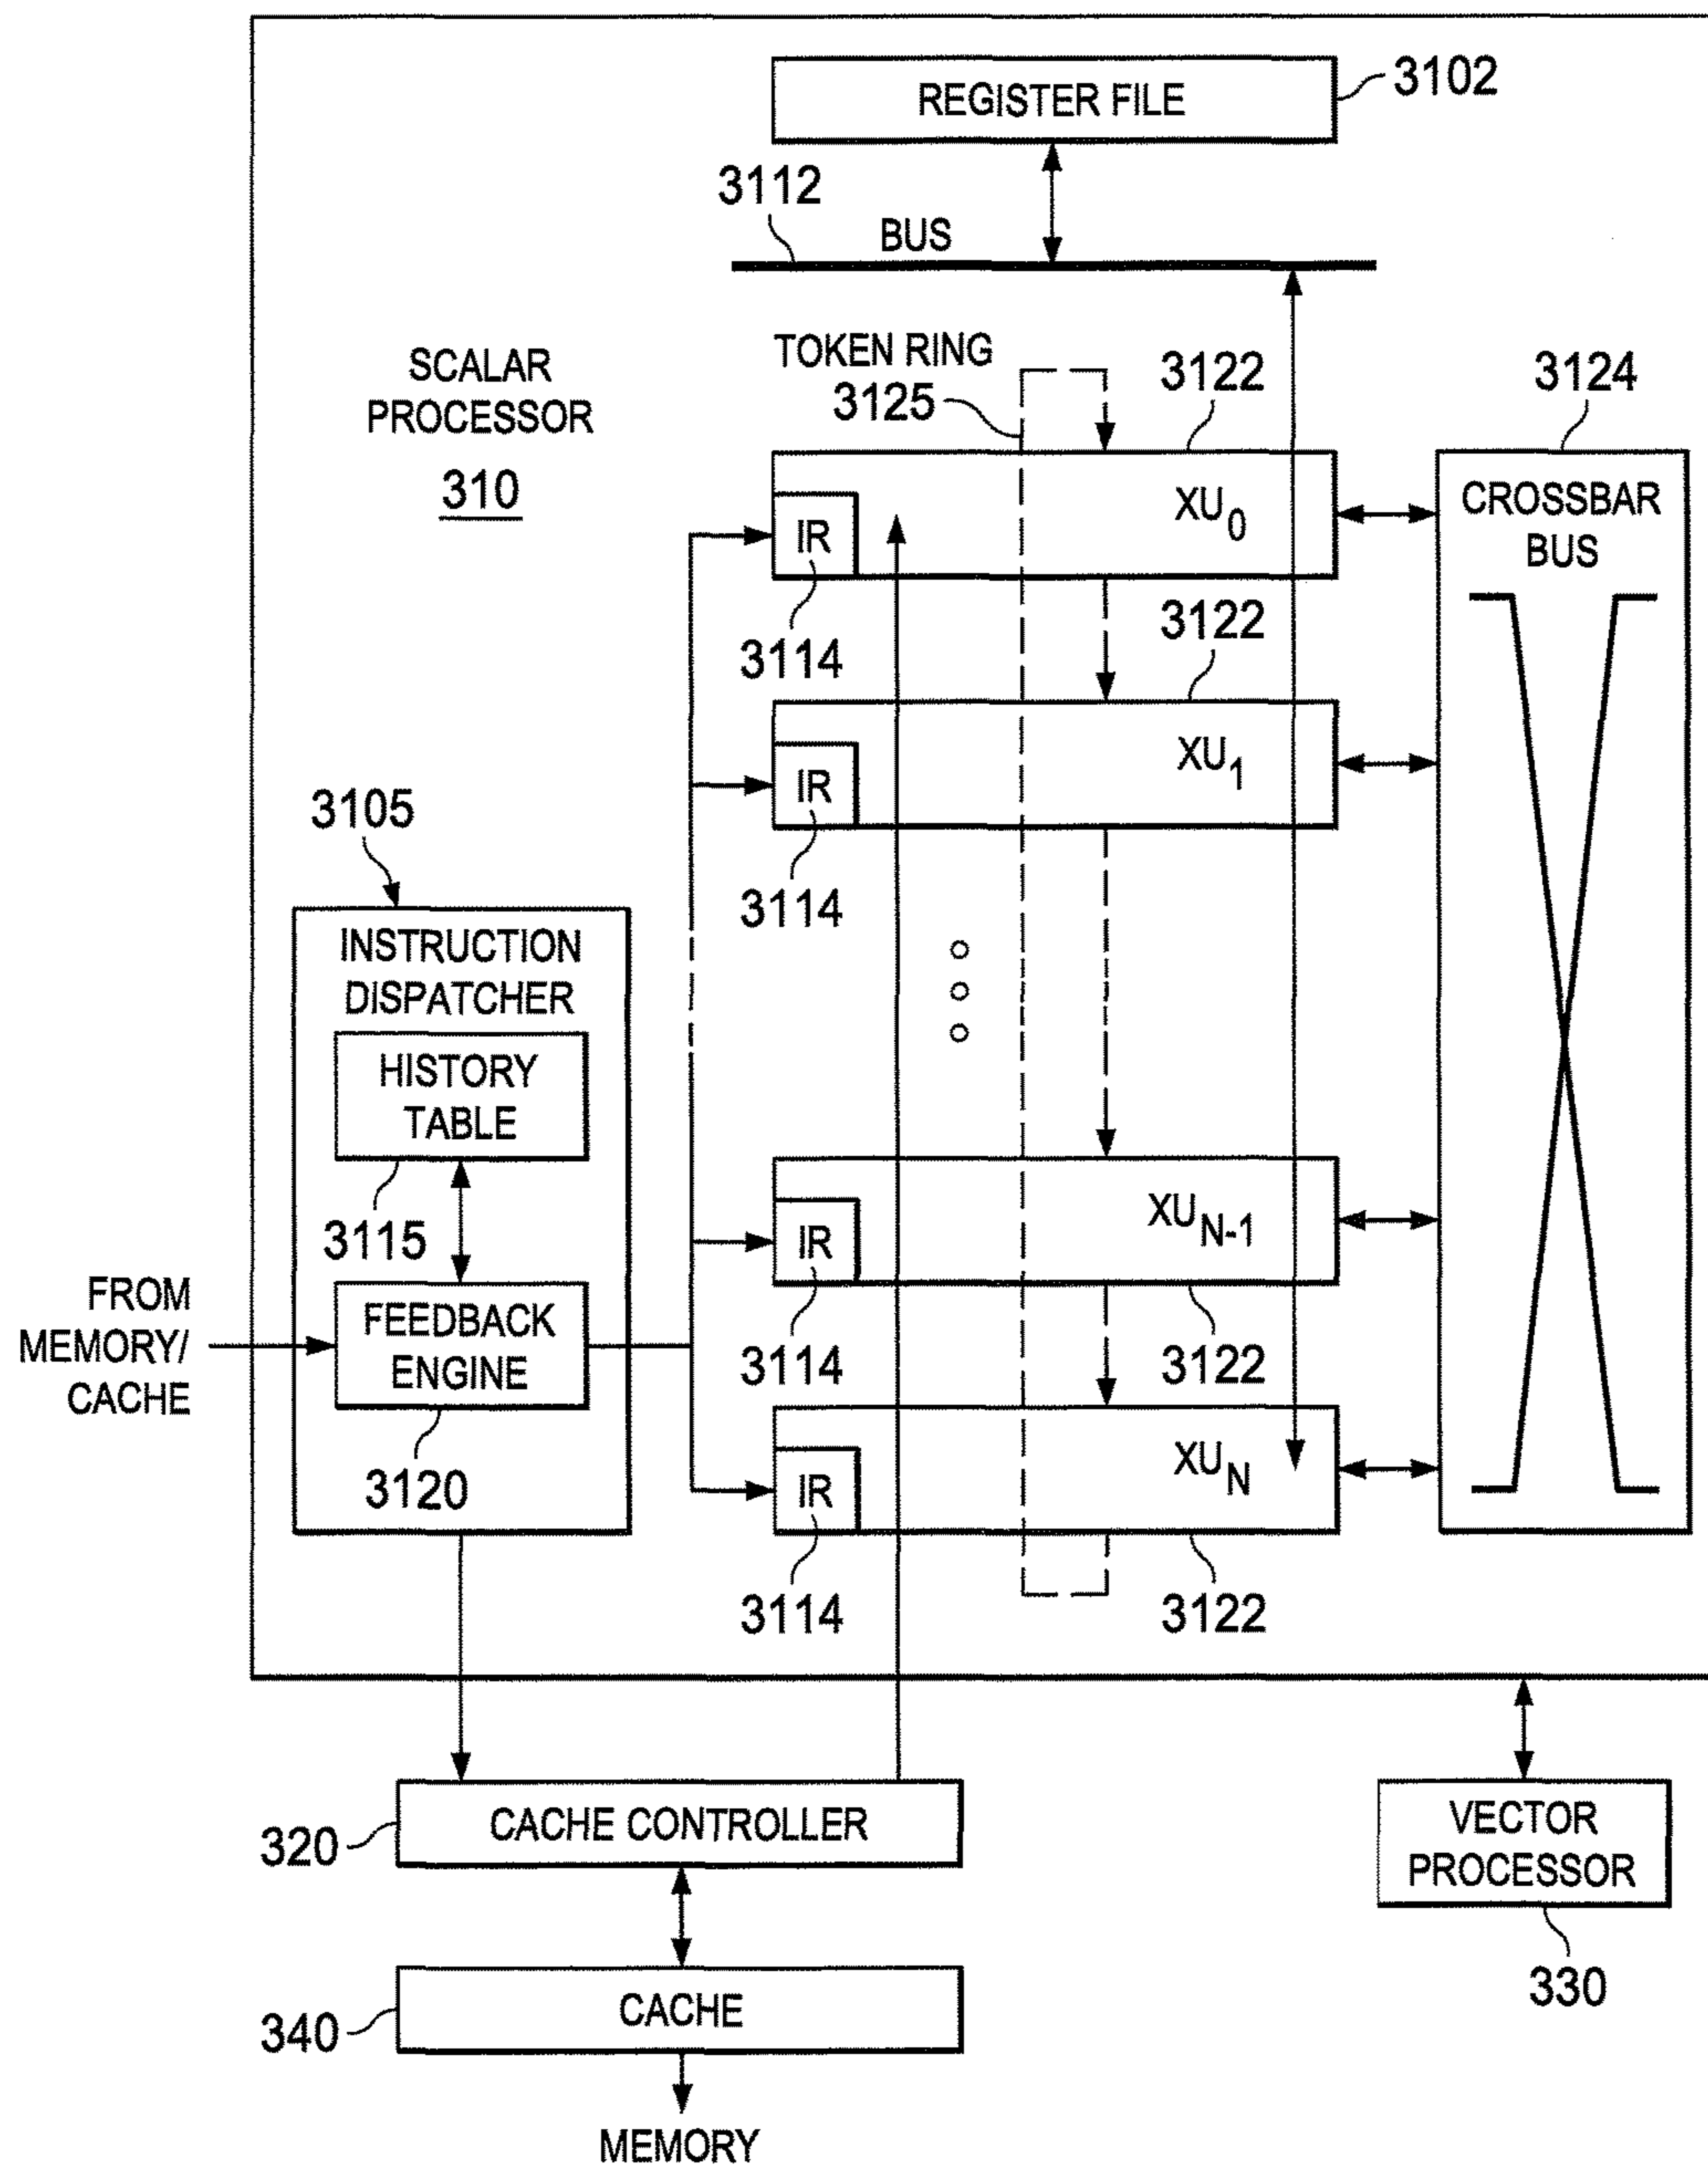 REGISTER FILE
3102
3112
BUS
SCALAR
PROCESSOR
310
TOKEN RING
3125
3122
3124
XU0
IR
3114
CROSSBAR
BUS
3122
XU1
IR
3114
3105
INSTRUCTION
DISPATCHER
HISTORY
TABLE
3115
FROM
MEMORY/
CACHE
FEEDBACK
ENGINE
3120
XUN-1
IR
3114
3122
XUN
IR
3114
3122
CACHE CONTROLLER
320
VECTOR
PROCESSOR
330
CACHE
340
MEMORY